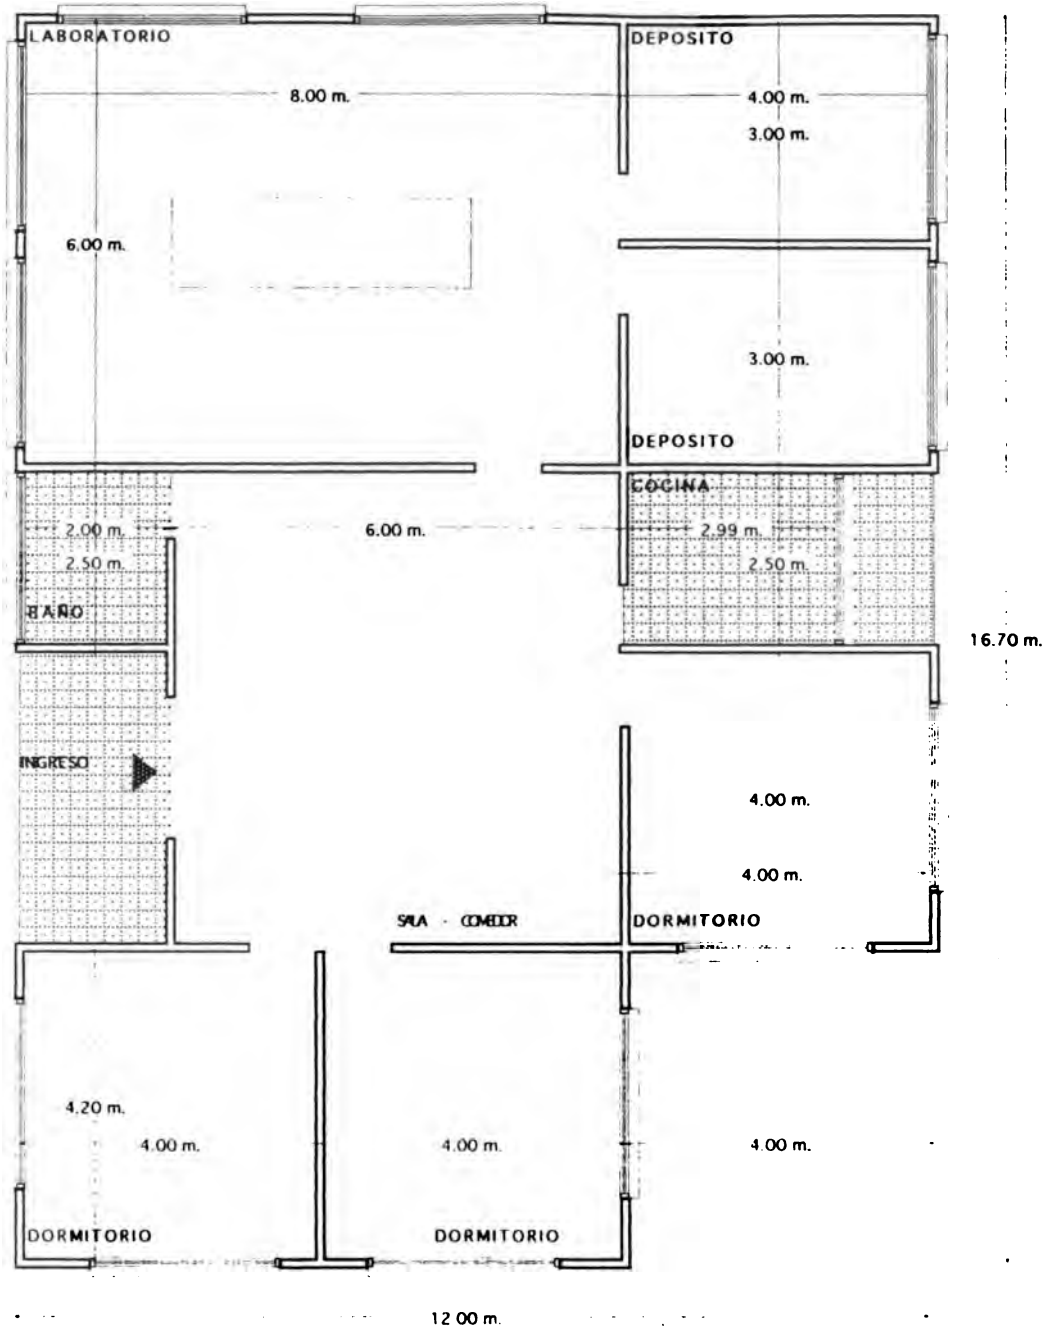 LABORATORIO
DEPOSITO
8.00 m.
4.00 m.
3.00 m.
6.00 m.
3.00 m.
DEPOSITO
COCINA
2.00 m.
6.00 m.
2.99 m.
2.50 m.
2.50 m.
BAÑO
16.70 m.
INGRESO
4.00 m.
4.00 m.
SALA - COMEDOR
DORMITORIO
4.20 m.
4.00 m.
4.00 m.
4.00 m.
DORMITORIO
DORMITORIO
12.00 m.